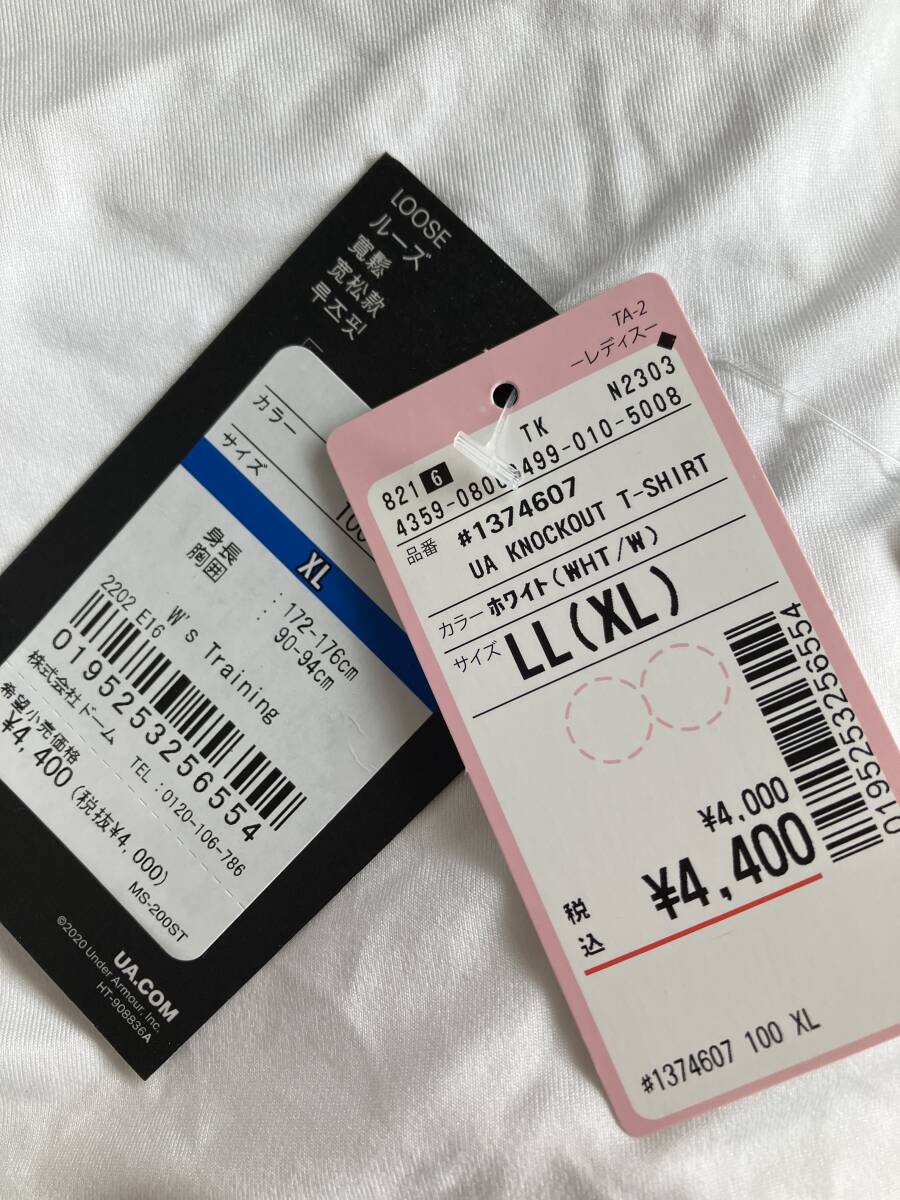 LOOSE
ルーズ
寬鬆
宽松款
루즈핏
カラー
サイズ
XL
身長 : 172-176cm
胸囲 : 90-94cm
W's Training
2202 E16
0195253256554
株式会社ドーム TEL:0120-106-786
希望小売価格
¥4,400 (税抜¥4,000)
MS-200ST
UA.COM
©2020 Under Armour, Inc.
HT-908836A
TA-2
ーレディスー
821 6 TK N2303
499-010-5008
品番 #1374607
UA KNOCKOUT T-SHIRT
カラー ホワイト(WHT/W)
サイズ LL(XL)
0195253256554
¥4,000
税込 ¥4,400
#1374607 100 XL